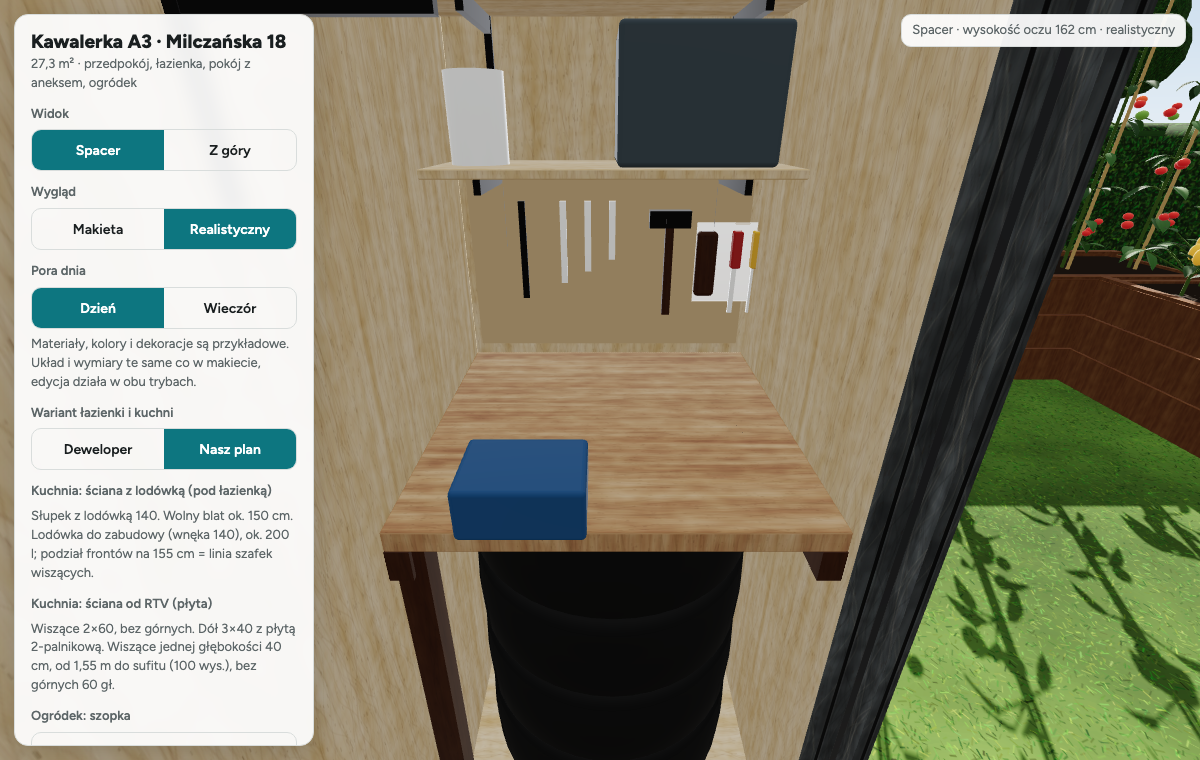 Kawalerka A3 · Milczańska 18
27,3 m² · przedpokój, łazienka, pokój z
aneksem, ogródek
Widok
Spacer
Z góry
Wygląd
Makieta
Realistyczny
Pora dnia
Dzień
Wieczór
Materiały, kolory i dekoracje są przykładowe.
Układ i wymiary te same co w makiecie,
edycja działa w obu trybach.
Wariant łazienki i kuchni
Deweloper
Nasz plan
Kuchnia: ściana z lodówką (pod łazienką)
Słupek z lodówką 140. Wolny blat ok. 150 cm.
Lodówka do zabudowy (wnęka 140), ok. 200
l; podział frontów na 155 cm = linia szafek
wiszących.
Kuchnia: ściana od RTV (płyta)
Wiszące 2×60, bez górnych. Dół 3×40 z płytą
2-palnikową. Wiszące jednej głębokości 40
cm, od 1,55 m do sufitu (100 wys.), bez
górnych 60 gł.
Ogródek: szopka
Spacer · wysokość oczu 162 cm · realistyczny